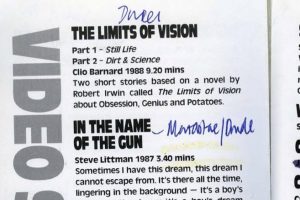 THE LIMITS OF VISION
Part 1 - Still Life
Part 2 - Dirt & Science
Clio Barnard 1988 9.20 mins
Two short stories based on a novel by
Robert Irwin called The Limits of Vision
about Obsession, Genius and Potatoes.
IN THE NAME
OF THE GUN
Steve Littman 1987 3.40 mins
Sometimes I have this dream, this dream I
cannot escape from. It's there all the time,
lingering in the background — it's a boy's
VIDEO